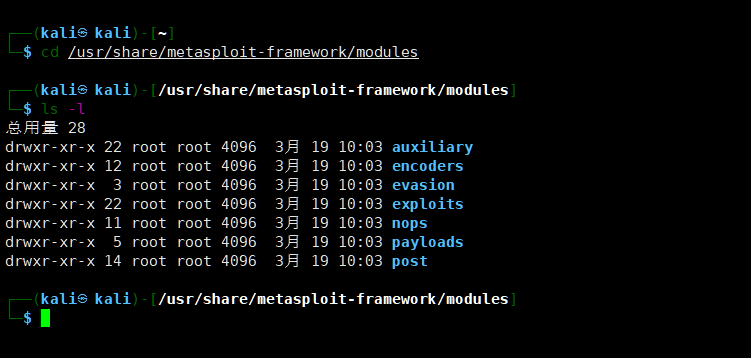 ┌──(kali㉿kali)-[~]
└─$ cd /usr/share/metasploit-framework/modules
┌──(kali㉿kali)-[/usr/share/metasploit-framework/modules]
└─$ ls -l
总用量 28
drwxr-xr-x 22 root root 4096  3月 19 10:03 auxiliary
drwxr-xr-x 12 root root 4096  3月 19 10:03 encoders
drwxr-xr-x  3 root root 4096  3月 19 10:03 evasion
drwxr-xr-x 22 root root 4096  3月 19 10:03 exploits
drwxr-xr-x 11 root root 4096  3月 19 10:03 nops
drwxr-xr-x  5 root root 4096  3月 19 10:03 payloads
drwxr-xr-x 14 root root 4096  3月 19 10:03 post
┌──(kali㉿kali)-[/usr/share/metasploit-framework/modules]
└─$